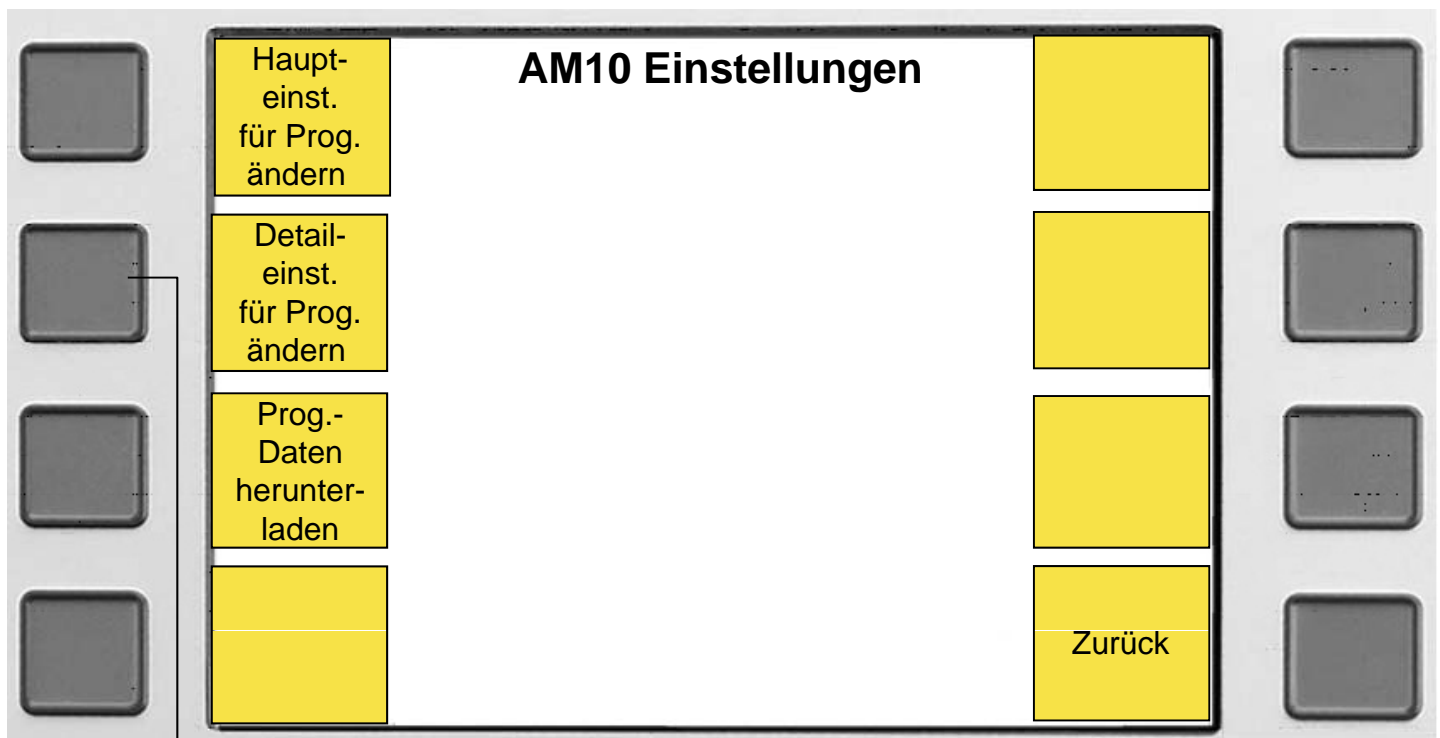 AM10 Einstellungen
Haupt-
einst.
für Prog.
ändern
Detail-
einst.
für Prog.
ändern
Prog.-
Daten
herunter-
laden
Zurück